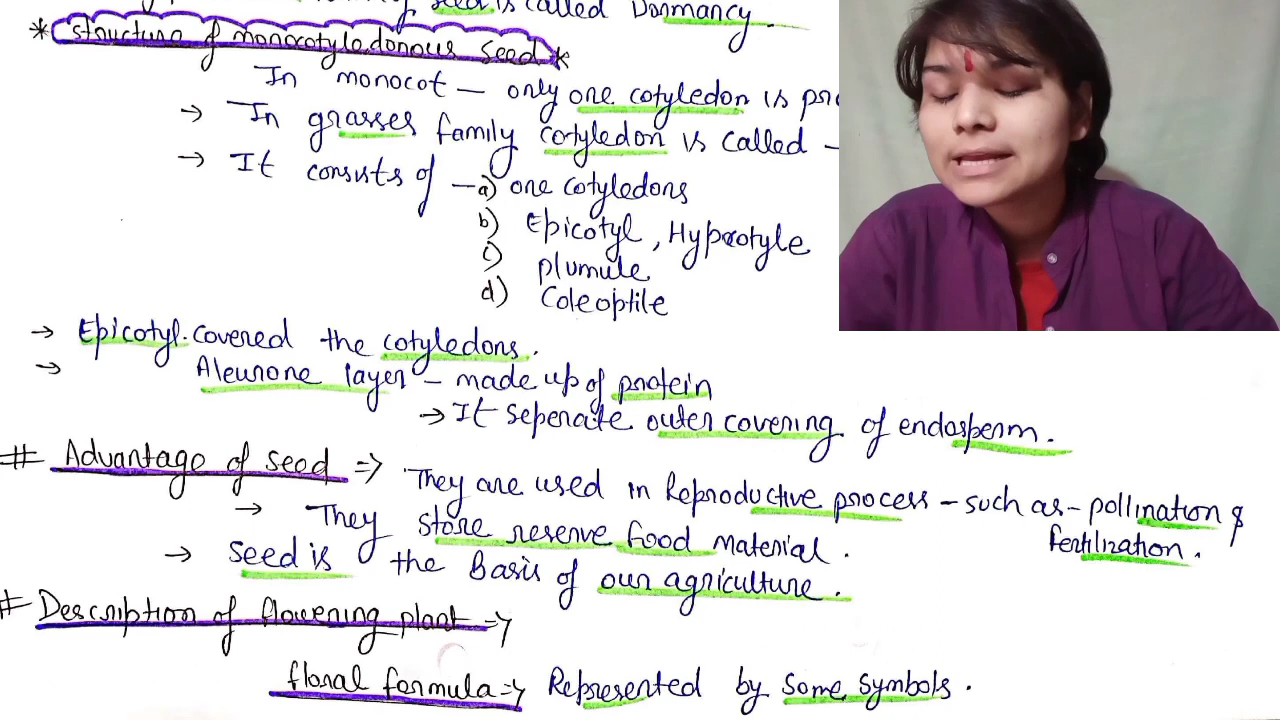 seed is called Dormancy.
* structure of monocotyledonous seed *
In monocot – only one cotyledon is
→ In grasses family cotyledon is called –
→ It consists of – a) one cotyledons
b) Epicotyl, Hypcotyle
c) plumule
d) Coleoptile
→ Epicotyl. covered the cotyledons.
→ Aleurone layer – made up of protein
→ It seperate outer covering of endosperm.
# Advantage of seed => They are used in Reproductive process – such as – pollination &
fertilization.
→ They store reserve food material.
→ seed is the Basis of our agriculture.
# Description of flowering plant =>
floral formula => Represented by some symbols.